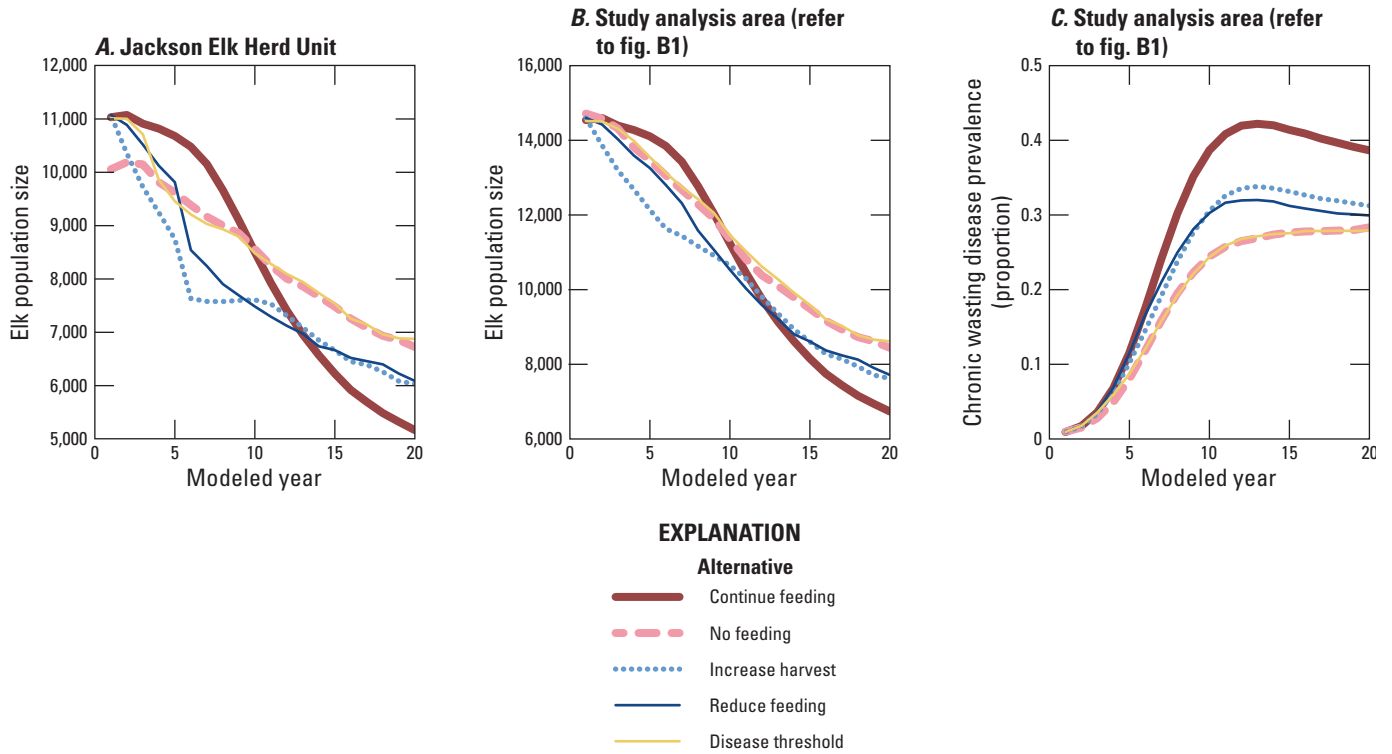 A. Jackson Elk Herd Unit
12,000
11,000
10,000
9,000
8,000
7,000
6,000
5,000
Elk population size
0
5
10
15
20
Modeled year
B. Study analysis area (refer
to fig. B1)
16,000
14,000
12,000
10,000
8,000
6,000
Elk population size
0
5
10
15
20
Modeled year
C. Study analysis area (refer
to fig. B1)
0.5
0.4
0.3
0.2
0.1
0
Chronic wasting disease prevalence
(proportion)
0
5
10
15
20
Modeled year
EXPLANATION
Alternative
Continue feeding
No feeding
Increase harvest
Reduce feeding
Disease threshold